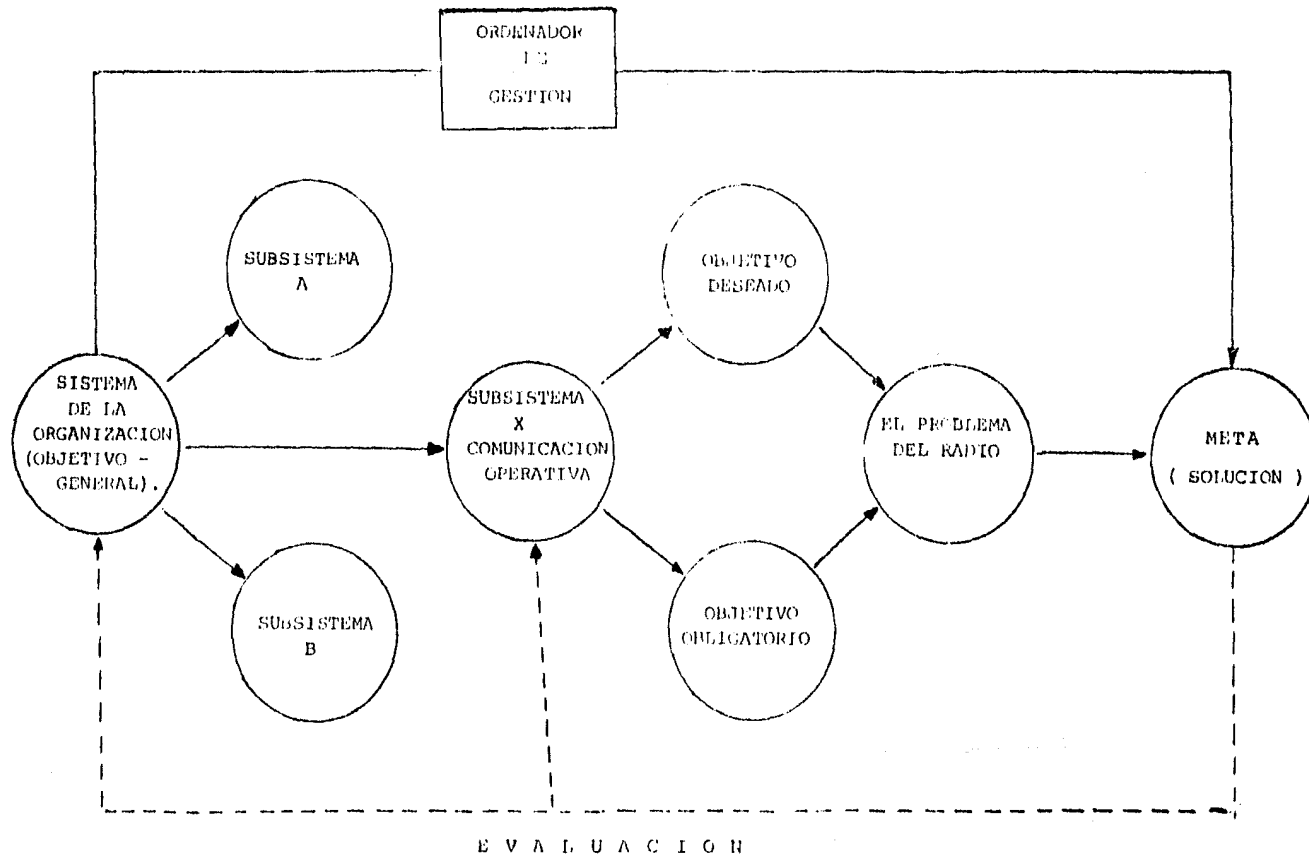 ORDENADOR
DE
GESTION
SUBSISTEMA
A
OBJETIVO
DESEADO
SISTEMA
DE LA
ORGANIZACION
(OBJETIVO -
GENERAL).
SUBSISTEMA
X
COMUNICACION
OPERATIVA
EL PROBLEMA
DEL RADIO
META
( SOLUCION )
SUBSISTEMA
B
OBJETIVO
OBLIGATORIO
E V A L U A C I O N